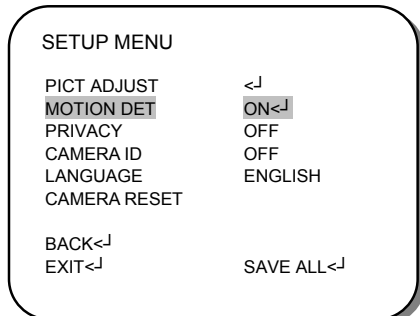 SETUP MENU
PICT ADJUST <┘
MOTION DET ON<┘
PRIVACY OFF
CAMERA ID OFF
LANGUAGE ENGLISH
CAMERA RESET
BACK<┘
EXIT<┘ SAVE ALL<┘